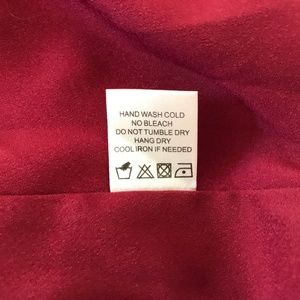 HAND WASH COLD
NO BLEACH
DO NOT TUMBLE DRY
HANG DRY
COOL IRON IF NEEDED